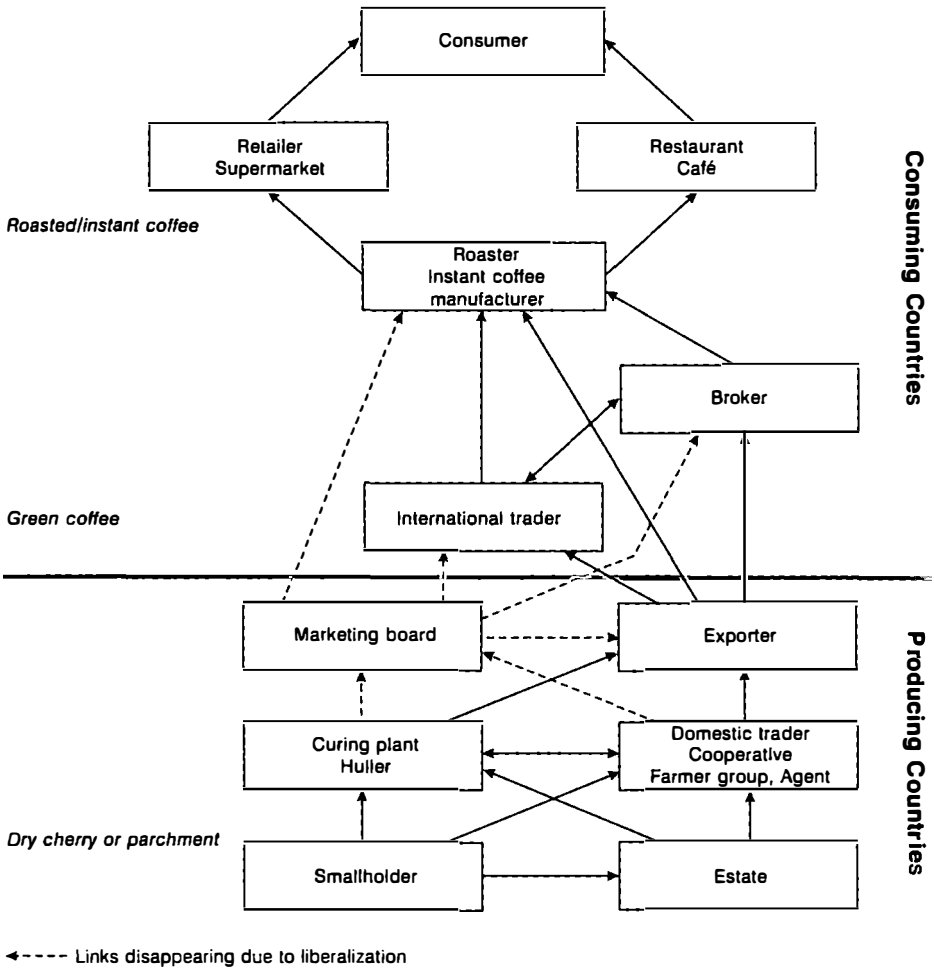 Consumer
Retailer
Supermarket
Restaurant
Café
Roasted/instant coffee
Roaster
Instant coffee
manufacturer
Consuming Countries
Broker
International trader
Green coffee
Marketing board
Exporter
Producing Countries
Curing plant
Huller
Domestic trader
Cooperative
Farmer group, Agent
Dry cherry or parchment
Smallholder
Estate
Links disappearing due to liberalization